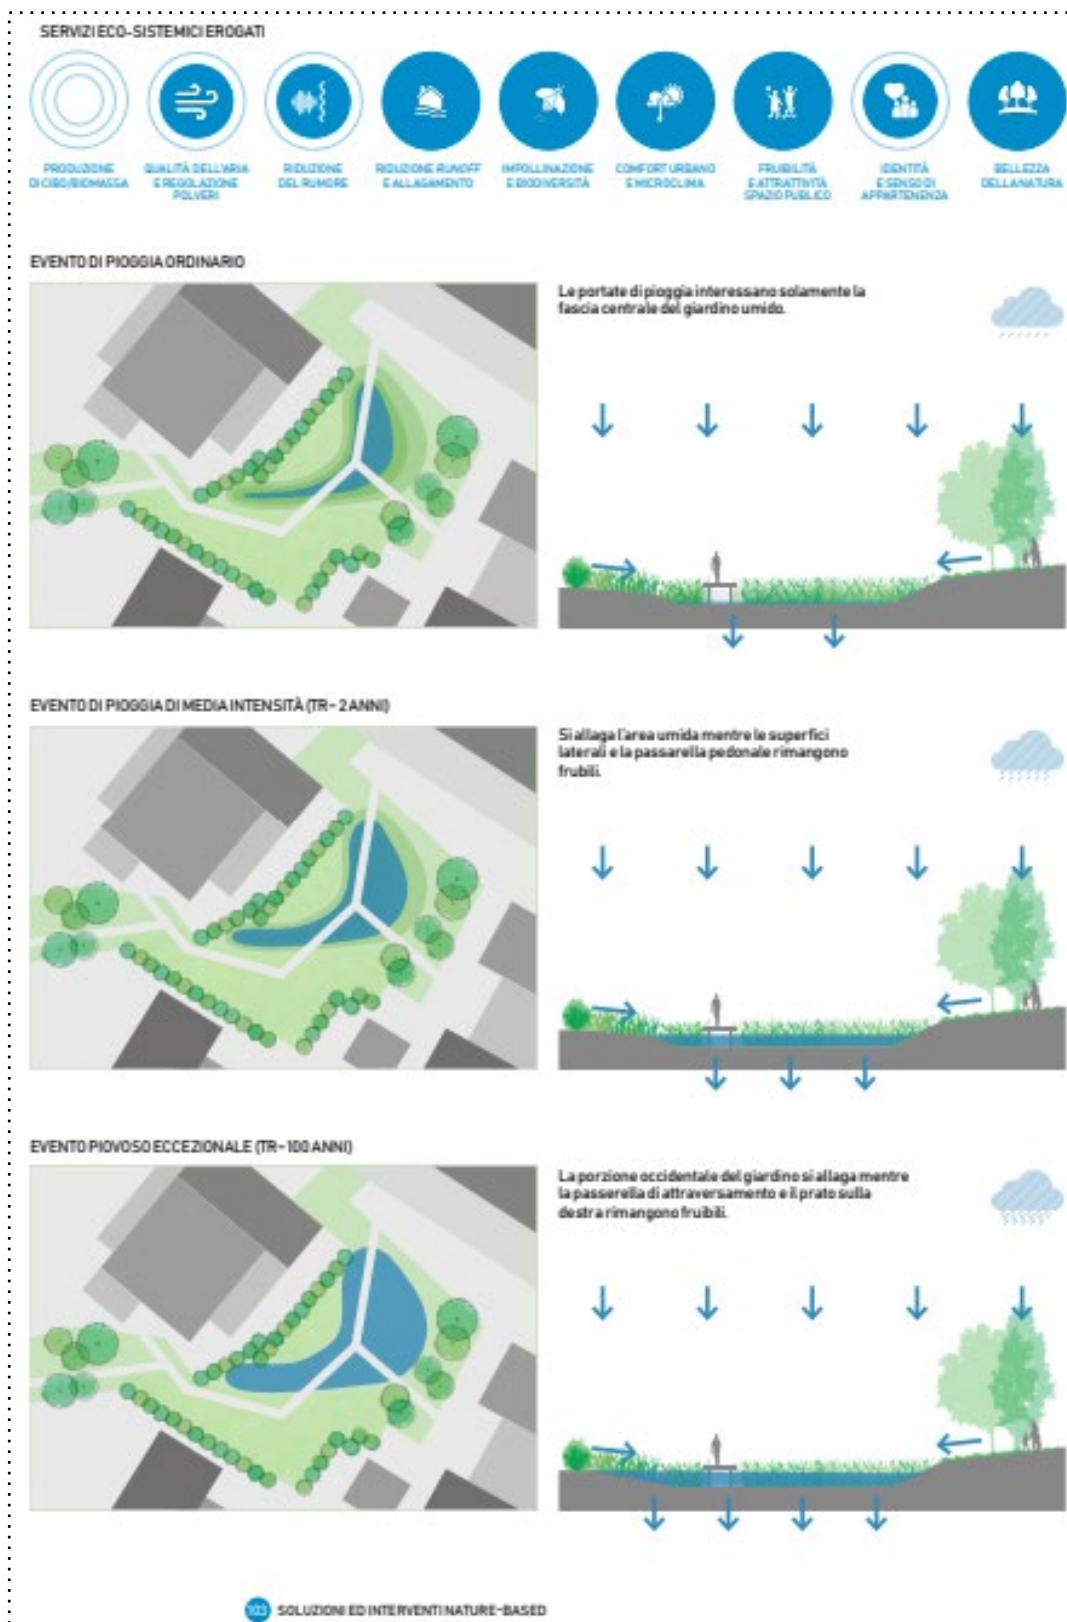 SERVIZI ECO-SISTEMICI EROGATI
PRODUZIONE
DI CIBO/BIOMASSA
QUALITÀ DELL'ARIA
E REGOLAZIONE
POLVERI
RIDUZIONE
DEL RUMORE
RIDUZIONE RUNOFF
E ALLAGAMENTO
IMPOLLINAZIONE
E BIODIVERSITÀ
COMFORT URBANO
E MICROCLIMA
FRUIBILITÀ
E ATTRATTIVITÀ
SPAZIO PUBLICO
IDENTITÀ
E SENSO DI
APPARTENENZA
BELLEZZA
DELLA NATURA
EVENTO DI PIOGGIA ORDINARIO
Le portate di pioggia interessano solamente la
fascia centrale del giardino umido.
EVENTO DI PIOGGIA DI MEDIA INTENSITÀ (TR- 2 ANNI)
Si allaga l'area umida mentre le superfici
laterali e la passarella pedonale rimangono
frubili.
EVENTO PIOVOSO ECCEZIONALE (TR- 100 ANNI)
La porzione occidentale del giardino si allaga mentre
la passerella di attraversamento e il prato sulla
destra rimangono fruibili.
103 SOLUZIONI ED INTERVENTI NATURE-BASED